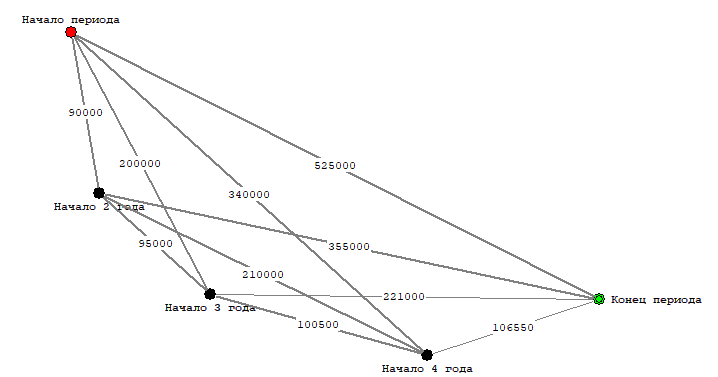 Начало периода
90000
200000
525000
340000
Начало 2 года
95000
355000
210000
221000
Конец периода
Начало 3 года
100500
106550
Начало 4 года